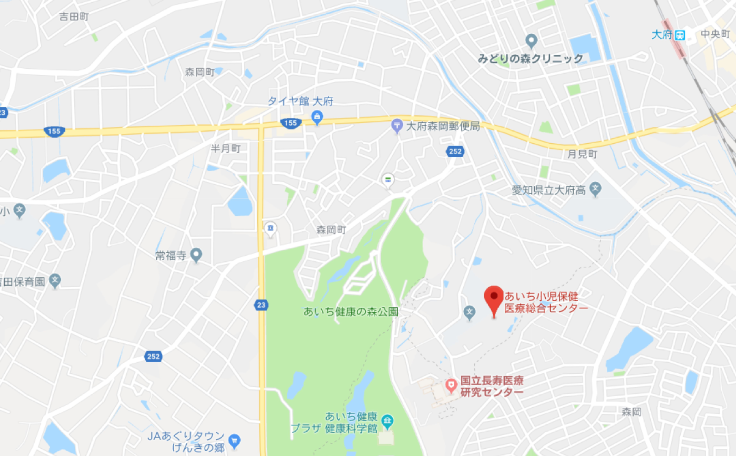 吉田町
大府
中央町
みどりの森クリニック
森岡町
タイヤ館 大府
23
155
155
大府森岡郵便局
半月町
252
月見町
愛知県立大府高
小
森岡町
常福寺
吉田保育園
あいち小児保健
医療総合センター
23
あいち健康の森公園
252
国立長寿医療
研究センター
森岡
あいち健康
プラザ 健康科学館
JAあぐりタウン
げんきの郷